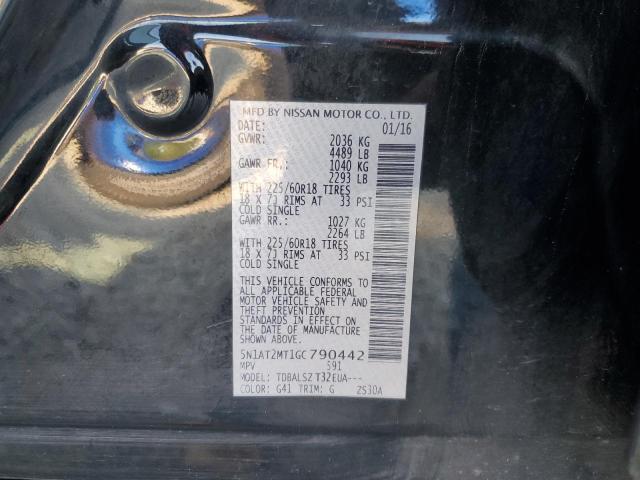 MFD BY NISSAN MOTOR CO., LTD.
DATE: 01/16
GVWR: 2036 KG
4489 LB
GAWR FR.: 1040 KG
2293 LB
WITH 225/60R18 TIRES
18 X 7J RIMS AT 33 PSI
COLD SINGLE
GAWR RR.: 1027 KG
2264 LB
WITH 225/60R18 TIRES
18 X 7J RIMS AT 33 PSI
COLD SINGLE
THIS VEHICLE CONFORMS TO
ALL APPLICABLE FEDERAL
MOTOR VEHICLE SAFETY AND
THEFT PREVENTION
STANDARDS IN EFFECT ON
THE DATE OF MANUFACTURE
SHOWN ABOVE.
5N1AT2MT1GC790442
MPV 591
MODEL: TDBALSZ T32EUA---
COLOR: G41 TRIM: G ZS30A